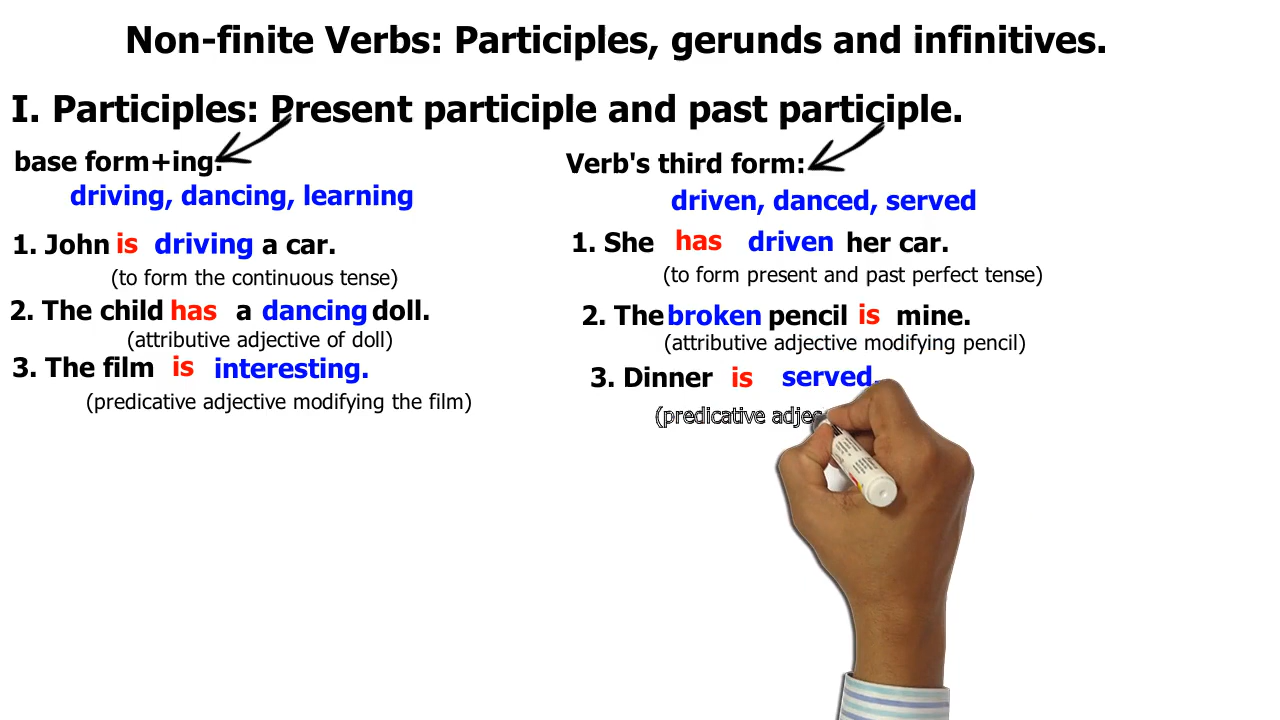 Non-finite Verbs: Participles, gerunds and infinitives.
I. Participles: Present participle and past participle.
base form+ing:
driving, dancing, learning
1. John is driving a car.
(to form the continuous tense)
2. The child has a dancing doll.
(attributive adjective of doll)
3. The film is interesting.
(predicative adjective modifying the film)
Verb's third form:
driven, danced, served
1. She has driven her car.
(to form present and past perfect tense)
2. The broken pencil is mine.
(attributive adjective modifying pencil)
3. Dinner is served.
(predicative adjec